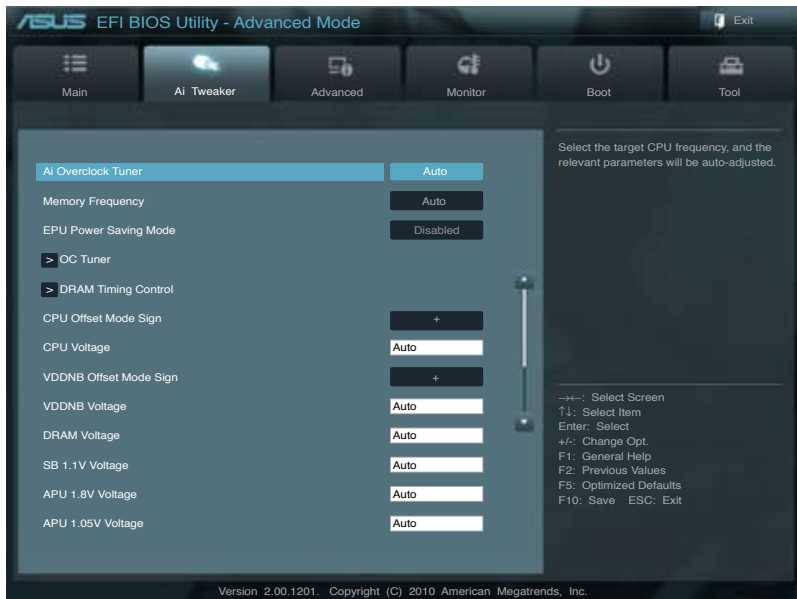 ASUS EFI BIOS Utility - Advanced Mode
Exit
Main
Ai Tweaker
Advanced
Monitor
Boot
Tool
Ai Overclock Tuner Auto
Memory Frequency Auto
EPU Power Saving Mode Disabled
> OC Tuner
> DRAM Timing Control
CPU Offset Mode Sign +
CPU Voltage Auto
VDDNB Offset Mode Sign +
VDDNB Voltage Auto
DRAM Voltage Auto
SB 1.1V Voltage Auto
APU 1.8V Voltage Auto
APU 1.05V Voltage Auto
Select the target CPU frequency, and the
relevant parameters will be auto-adjusted.
→←: Select Screen
↑↓: Select Item
Enter: Select
+/-: Change Opt.
F1: General Help
F2: Previous Values
F5: Optimized Defaults
F10: Save ESC: Exit
Version 2.00.1201. Copyright (C) 2010 American Megatrends, Inc.